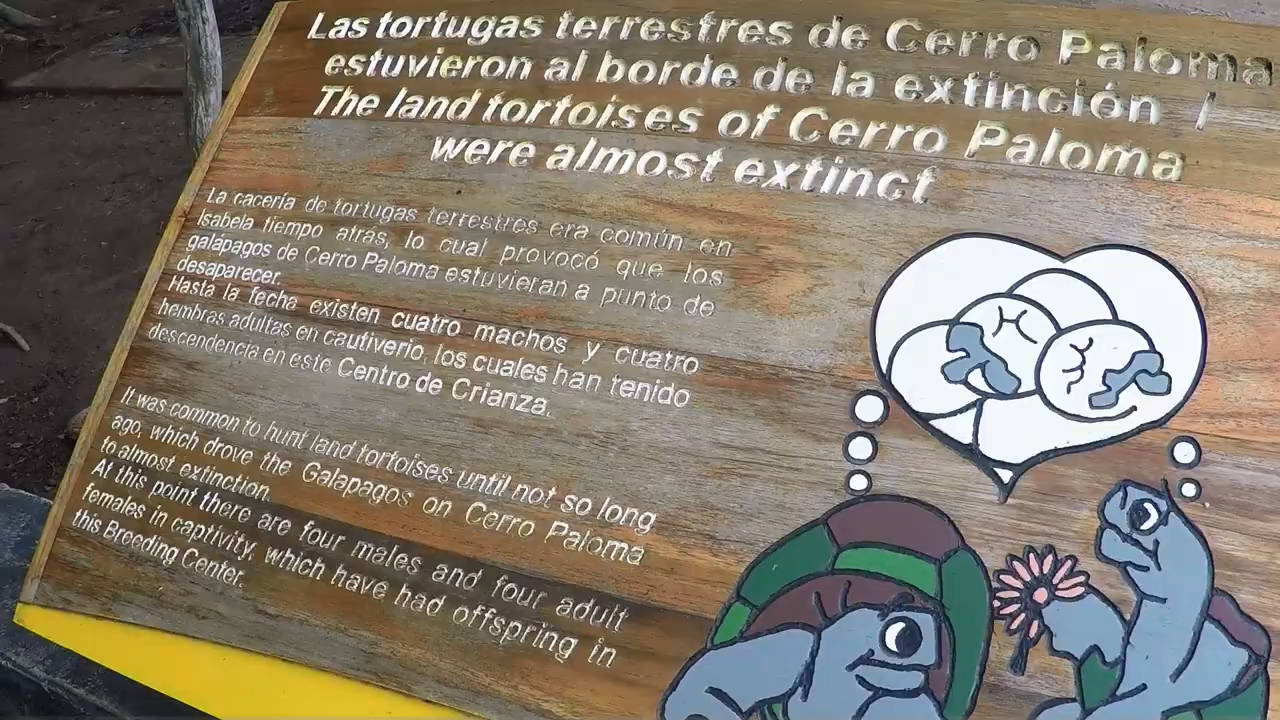 Las tortugas terrestres de Cerro Paloma
estuvieron al borde de la extinción |
The land tortoises of Cerro Paloma
were almost extinct
La cacería de tortugas terrestres era común en
Isabela tiempo atrás, lo cual provocó que los
galápagos de Cerro Paloma estuvieran a punto de
desaparecer.
Hasta la fecha existen cuatro machos y cuatro
hembras adultas en cautiverio, los cuales han tenido
descendencia en este Centro de Crianza.
It was common to hunt land tortoises until not so long
ago, which drove the Galapagos on Cerro Paloma
to almost extinction.
At this point there are four males and four adult
females in captivity, which have had offspring in
this Breeding Center.